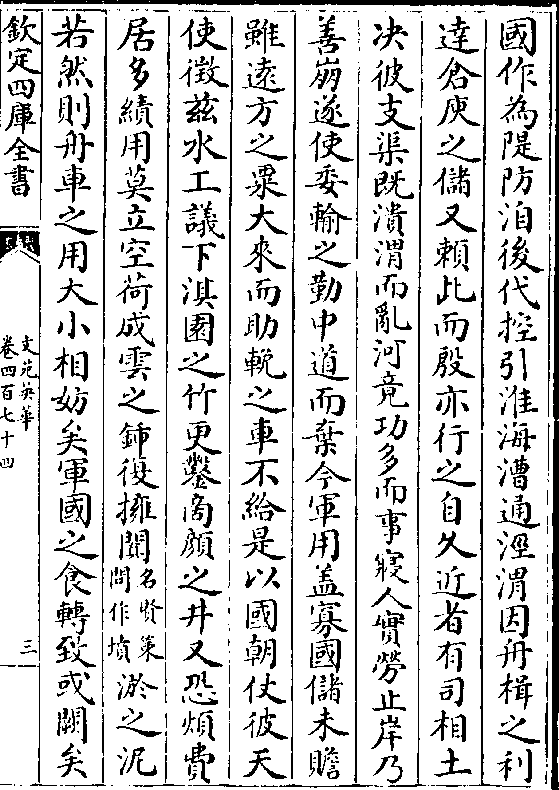 國作為隄防洎後代控引淮海漕通涇渭因舟楫之利
達倉庾之儲又賴此而殷亦行之自久近者有司相土
决彼支渠既潰渭而亂河竟功多而事寢人實勞止岸乃
善崩遂使委輸之勤中道而棄今軍用蓋寡國儲未贍
雖遠方之粟大來而助輓之車不給是以國朝仗彼天
使徵茲水工議下淇園之竹更鑿啇顔之井又恐煩費
居多績用莫立空荷成雲之鍤復擁閼名賢策問作墳淤之泥
若然則舟車之用大小相妨矣軍國之食轉致或闕矣
欽定四庫全書
文苑英華
卷四百七十四
三